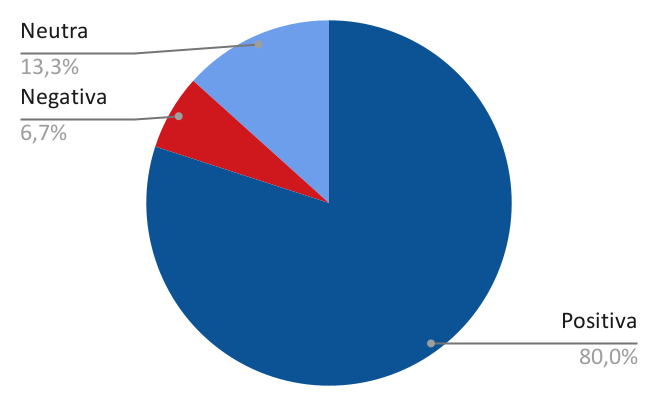 Neutra
13,3%
Negativa
6,7%
Positiva
80,0%